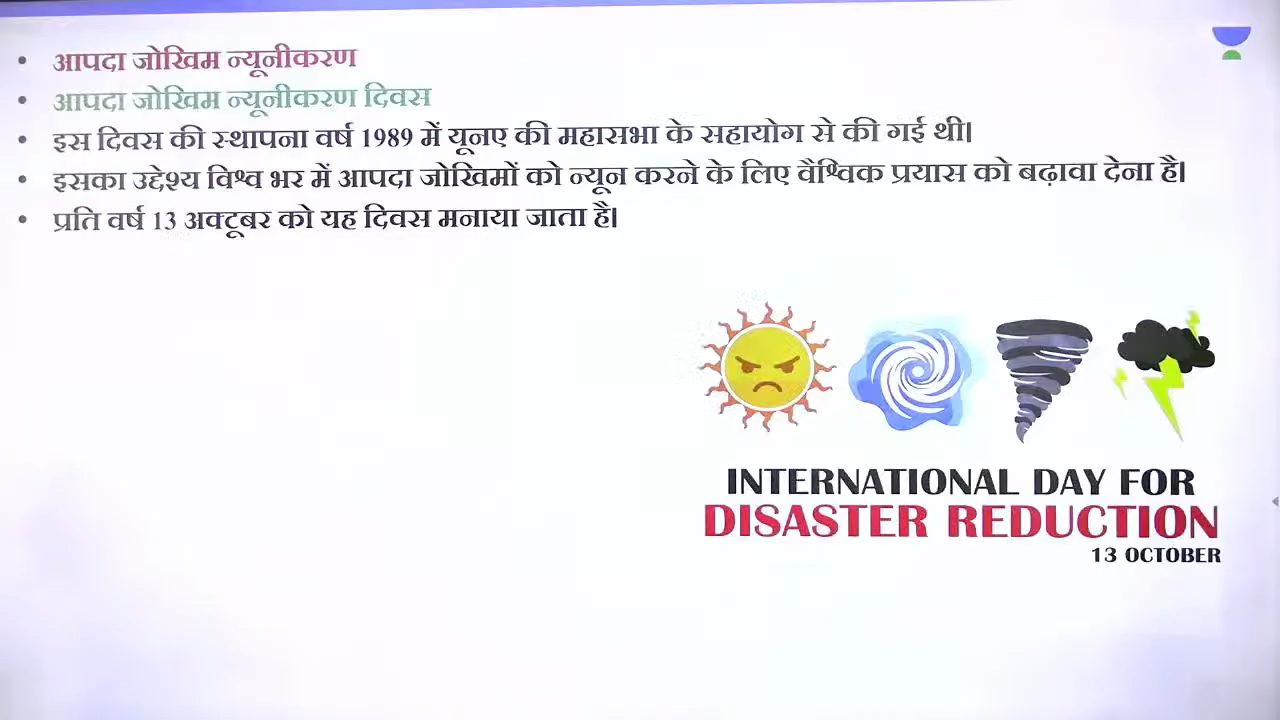 • आपदा जोखिम न्यूनीकरण
• आपदा जोखिम न्यूनीकरण दिवस
• इस दिवस की स्थापना वर्ष 1989 में यूनए की महासभा के सहायोग से की गई थी।
• इसका उद्देश्य विश्व भर में आपदा जोखिमों को न्यून करने के लिए वैश्विक प्रयास को बढ़ावा देना है।
• प्रति वर्ष 13 अक्टूबर को यह दिवस मनाया जाता है।
INTERNATIONAL DAY FOR
DISASTER REDUCTION
13 OCTOBER